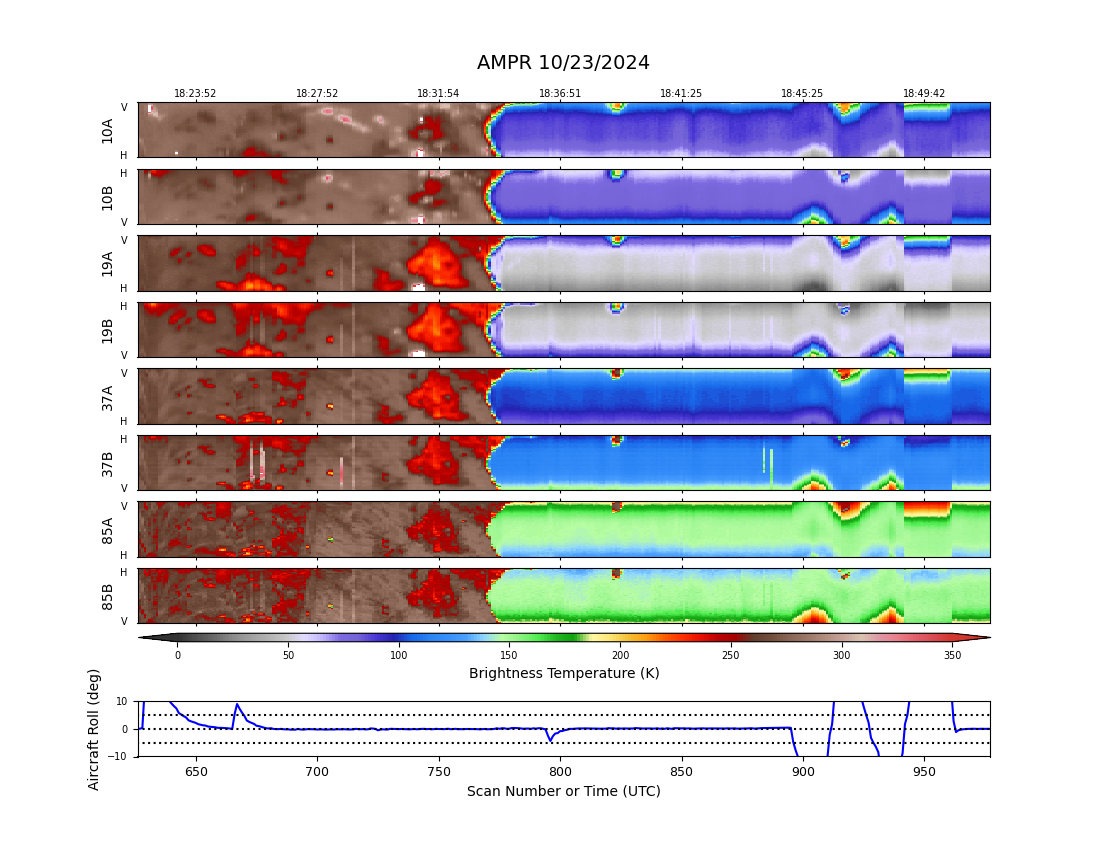 AMPR 10/23/2024
18:23:52 18:27:52 18:31:54 18:36:51 18:41:25 18:45:25 18:49:42
V 10A H
H 10B V
V 19A H
H 19B V
V 37A H
H 37B V
V 85A H
H 85B V
0 50 100 150 200 250 300 350
Brightness Temperature (K)
Aircraft Roll (deg)
10
0
−10
650 700 750 800 850 900 950
Scan Number or Time (UTC)